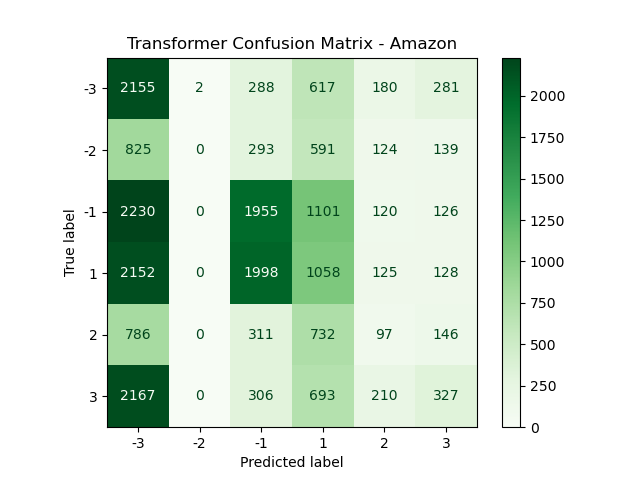 Transformer Confusion Matrix - Amazon
True label
-3 2155 2 288 617 180 281
-2 825 0 293 591 124 139
-1 2230 0 1955 1101 120 126
1 2152 0 1998 1058 125 128
2 786 0 311 732 97 146
3 2167 0 306 693 210 327
-3 -2 -1 1 2 3
Predicted label
2000
1750
1500
1250
1000
750
500
250
0